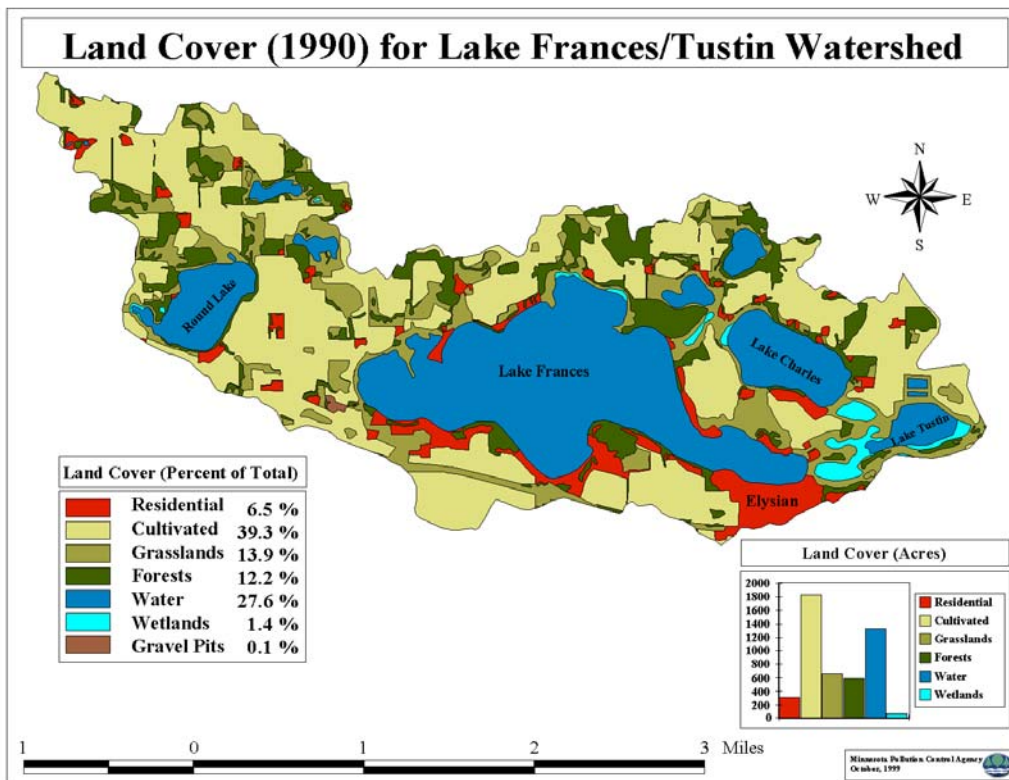 Land Cover (1990) for Lake Frances/Tustin Watershed
N
W E
S
Round Lake
Lake Frances
Lake Charles
Lake Tustin
Elysian
Land Cover (Percent of Total)
Residential 6.5 %
Cultivated 39.3 %
Grasslands 13.9 %
Forests 12.2 %
Water 27.6 %
Wetlands 1.4 %
Gravel Pits 0.1 %
Land Cover (Acres)
2000
1800
1600
1400
1200
1000
800
600
400
200
0
Residential
Cultivated
Grasslands
Forests
Water
Wetlands
1 0 1 2 3 Miles
Minnesota Pollution Control Agency
October, 1999